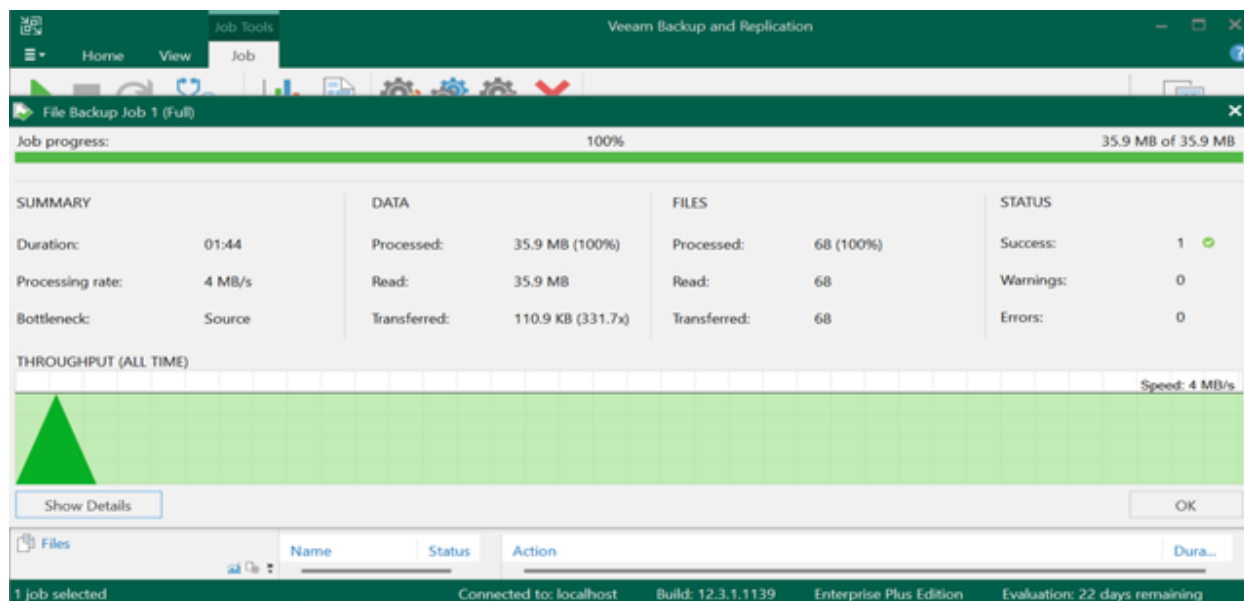 Job Tools
Veeam Backup and Replication
Home View Job
File Backup Job 1 (Full)
Job progress: 100% 35.9 MB of 35.9 MB
SUMMARY DATA FILES STATUS
Duration: 01:44 Processed: 35.9 MB (100%) Processed: 68 (100%) Success: 1
Processing rate: 4 MB/s Read: 35.9 MB Read: 68 Warnings: 0
Bottleneck: Source Transferred: 110.9 KB (331.7x) Transferred: 68 Errors: 0
THROUGHPUT (ALL TIME)
Speed: 4 MB/s
Show Details OK
Files Name Status Action Dura...
1 job selected Connected to: localhost Build: 12.3.1.1139 Enterprise Plus Edition Evaluation: 22 days remaining